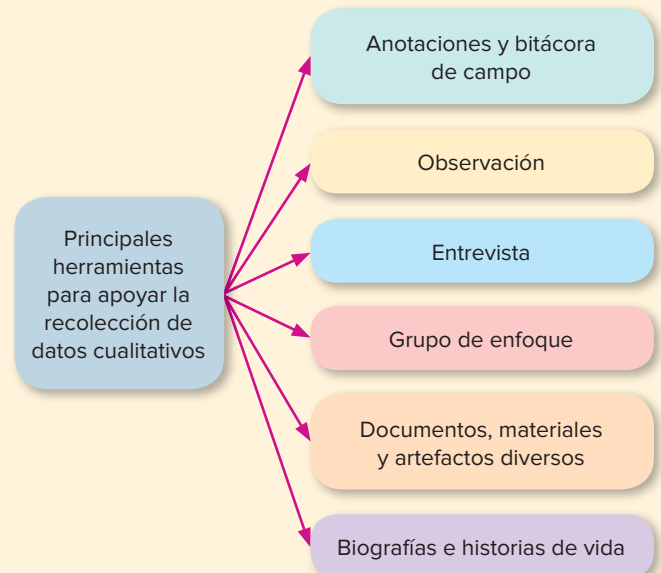 Principales
herramientas
para apoyar la
recolección de
datos cualitativos
Anotaciones y bitácora
de campo
Observación
Entrevista
Grupo de enfoque
Documentos, materiales
y artefactos diversos
Biografías e historias de vida